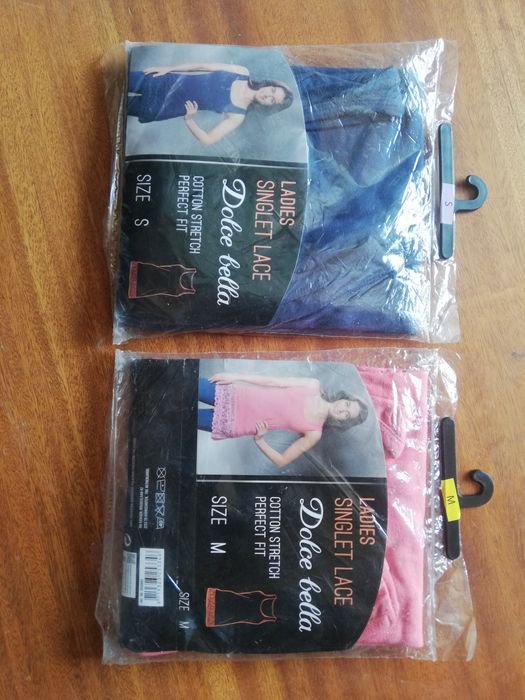 LADIES
SINGLET LACE
Dolce bella
COTTON STRETCH
PERFECT FIT
SIZE S
S
LADIES
SINGLET LACE
Dolce bella
COTTON STRETCH
PERFECT FIT
SIZE M
SIZE M
M